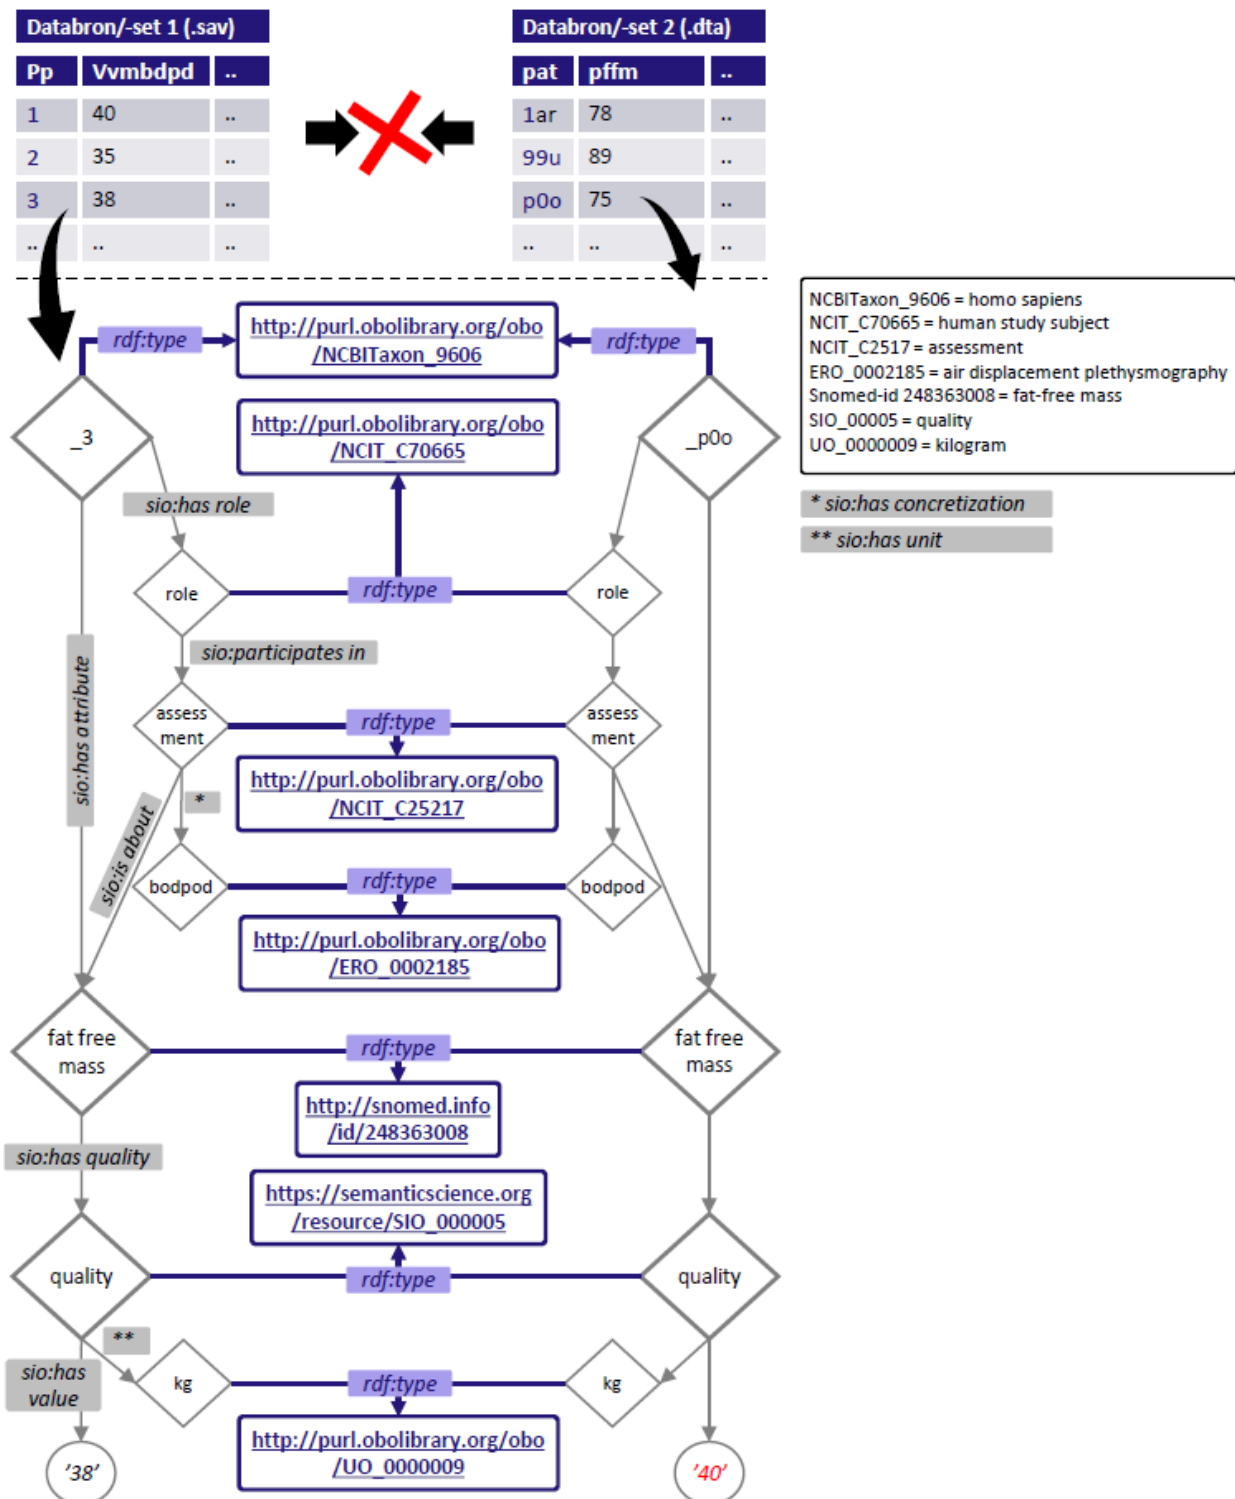 Databron/-set 1 (.sav)
Databron/-set 2 (.dta)
Pp Vvmbdpd ..
1 40 ..
2 35 ..
3 38 ..
.. .. ..
pat pffm ..
1ar 78 ..
99u 89 ..
p0o 75 ..
.. .. ..
NCBITaxon_9606 = homo sapiens
NCIT_C70665 = human study subject
NCIT_C2517 = assessment
ERO_0002185 = air displacement plethysmography
Snomed-id 248363008 = fat-free mass
SIO_00005 = quality
UO_0000009 = kilogram
* sio:has concretization
** sio:has unit
rdf:type
http://purl.obolibrary.org/obo
/NCBITaxon_9606
rdf:type
_3
http://purl.obolibrary.org/obo
/NCIT_C70665
_p0o
sio:has role
role
rdf:type
role
sio:participates in
sio:has attribute
assess
ment
rdf:type
assess
ment
http://purl.obolibrary.org/obo
/NCIT_C25217
*
sio:is about
bodpod
rdf:type
bodpod
http://purl.obolibrary.org/obo
/ERO_0002185
fat free
mass
rdf:type
fat free
mass
http://snomed.info
/id/248363008
sio:has quality
https://semanticscience.org
/resource/SIO_000005
quality
rdf:type
quality
**
sio:has
value
kg
rdf:type
kg
http://purl.obolibrary.org/obo
/UO_0000009
'38'
'40'